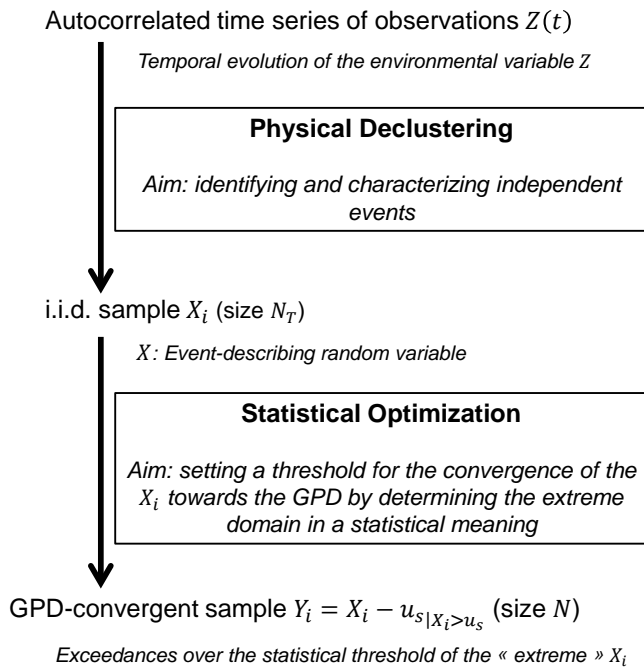 Autocorrelated time series of observations Z(t)
Temporal evolution of the environmental variable Z
Physical Declustering
Aim: identifying and characterizing independent
events
i.i.d. sample X_i (size N_T)
X: Event-describing random variable
Statistical Optimization
Aim: setting a threshold for the convergence of the
X_i towards the GPD by determining the extreme
domain in a statistical meaning
GPD-convergent sample Y_i = X_i − u_{s|X_i>u_s} (size N)
Exceedances over the statistical threshold of the « extreme » X_i